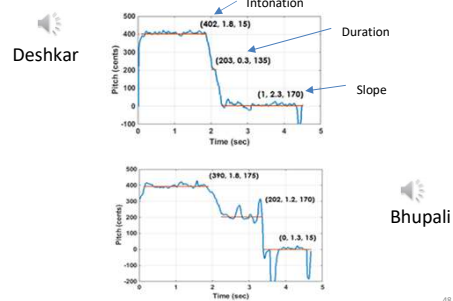 Intonation
Deshkar
Duration
Slope
Pitch (cents)
500
400
300
200
100
0
-100
(402, 1.8, 15)
(203, 0.3, 135)
(1, 2.3, 170)
0 1 2 3 4 5
Time (sec)
Bhupali
Pitch (cents)
500
400
300
200
100
0
-100
-200
(390, 1.8, 175)
(202, 1.2, 170)
(0, 1.3, 15)
0 1 2 3 4 5
Time (sec)